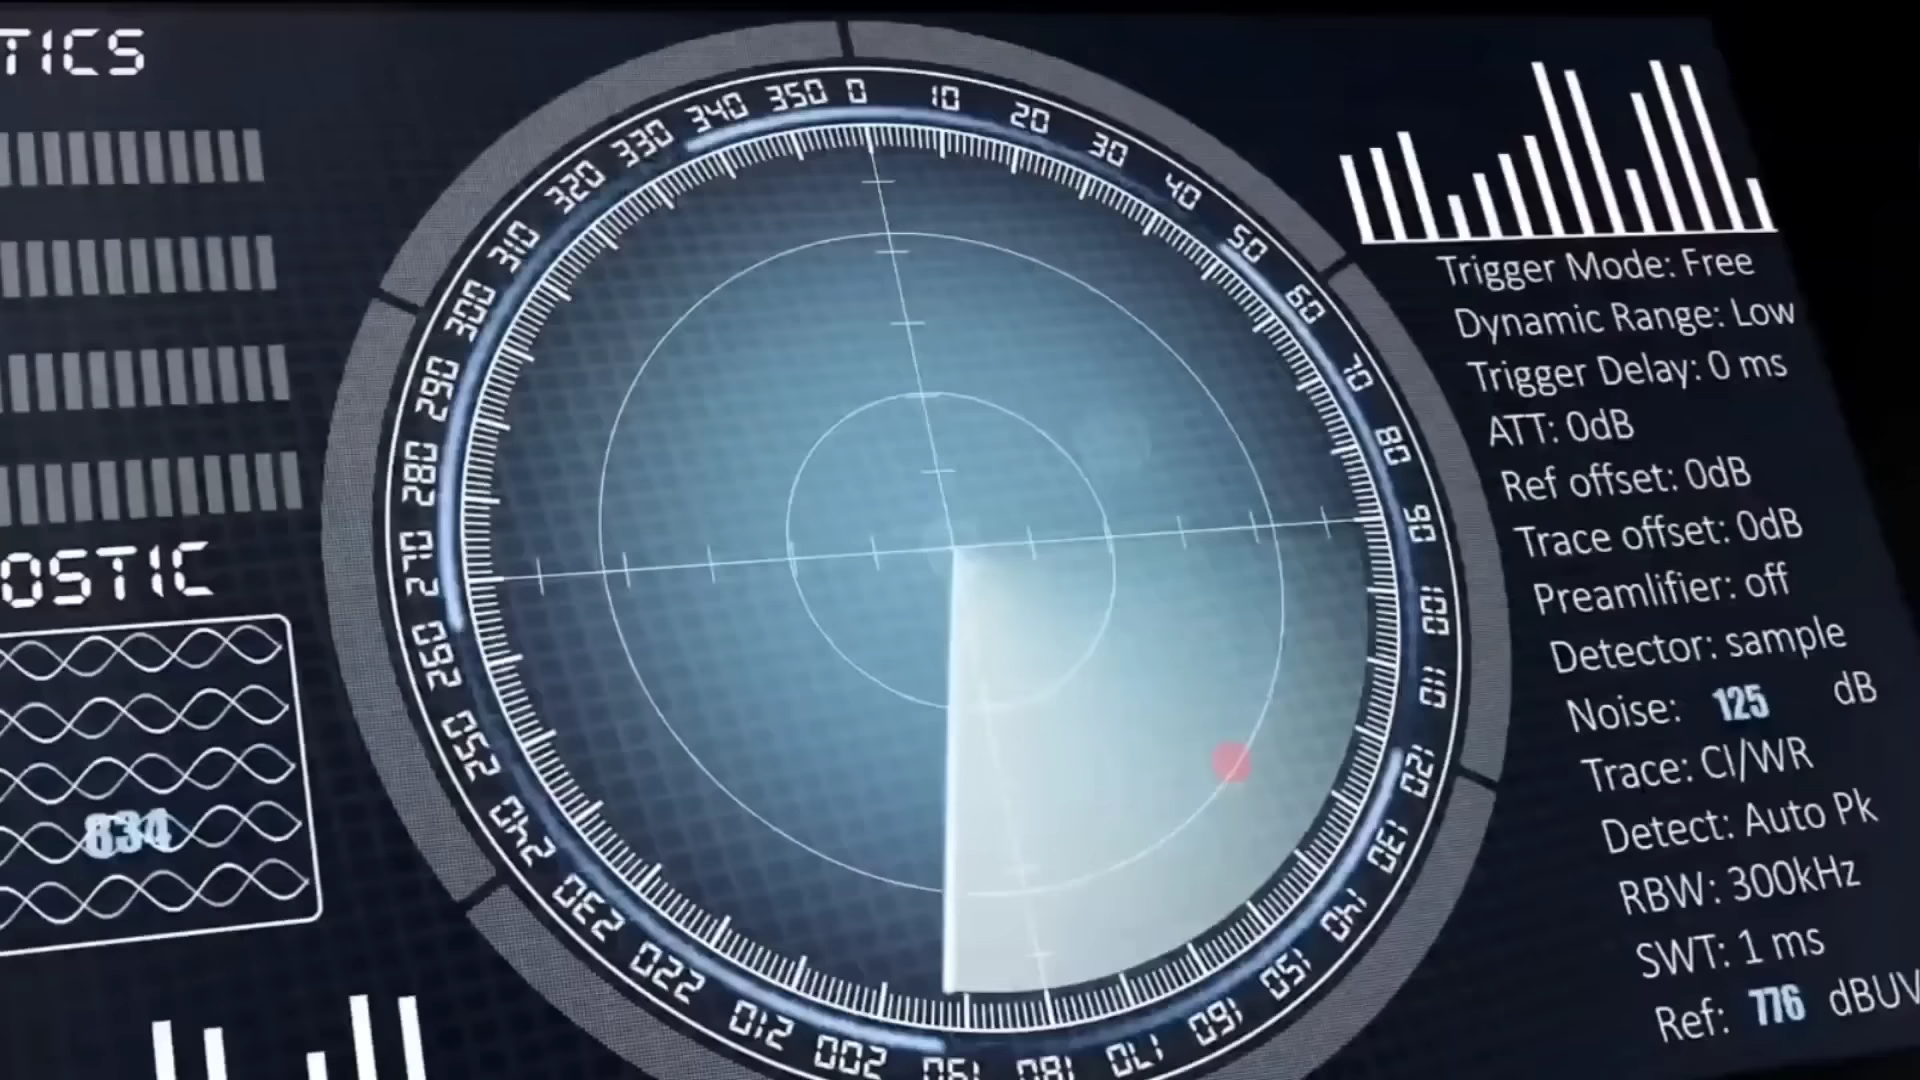 TICS
OSTIC
834
0
10
20
30
40
50
60
70
80
90
100
110
120
130
140
150
160
170
180
190
200
210
220
230
240
250
260
270
280
290
300
310
320
330
340
350
Trigger Mode: Free
Dynamic Range: Low
Trigger Delay: 0 ms
ATT: 0dB
Ref offset: 0dB
Trace offset: 0dB
Preamlifier: off
Detector: sample
Noise: 125 dB
Trace: CI/WR
Detect: Auto Pk
RBW: 300kHz
SWT: 1 ms
Ref: 776 dBUV